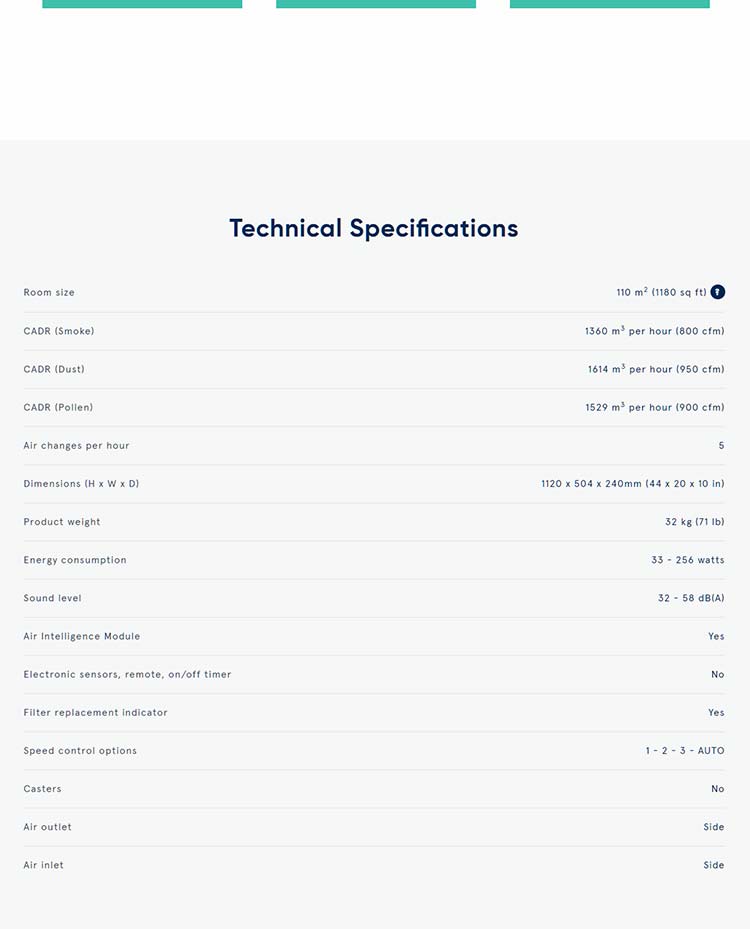 Technical Specifications
Room size 110 m² (1180 sq ft) ?
CADR (Smoke) 1360 m³ per hour (800 cfm)
CADR (Dust) 1614 m³ per hour (950 cfm)
CADR (Pollen) 1529 m³ per hour (900 cfm)
Air changes per hour 5
Dimensions (H x W x D) 1120 x 504 x 240mm (44 x 20 x 10 in)
Product weight 32 kg (71 lb)
Energy consumption 33 - 256 watts
Sound level 32 - 58 dB(A)
Air Intelligence Module Yes
Electronic sensors, remote, on/off timer No
Filter replacement indicator Yes
Speed control options 1 - 2 - 3 - AUTO
Casters No
Air outlet Side
Air inlet Side